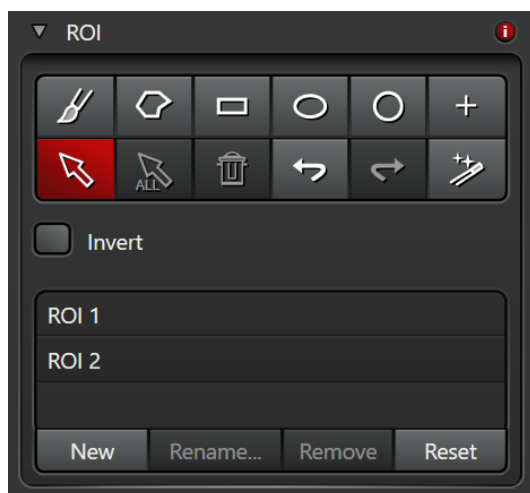 ROI
i
ALL
Invert
ROI 1
ROI 2
New Rename... Remove Reset